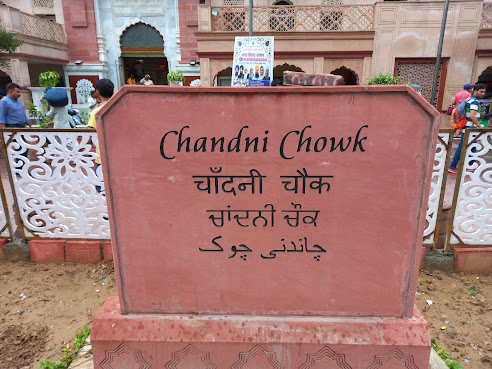 Chandni Chowk
चाँदनी चौक
ਚਾਂਦਨੀ ਚੌਕ
چاندنی چوک